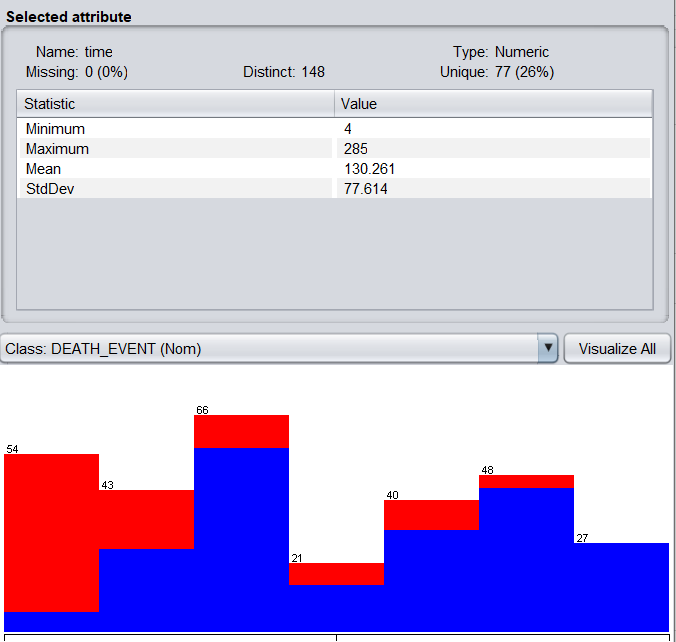 Selected attribute
Name: time Type: Numeric
Missing: 0 (0%) Distinct: 148 Unique: 77 (26%)
Statistic Value
Minimum 4
Maximum 285
Mean 130.261
StdDev 77.614
Class: DEATH_EVENT (Nom) Visualize All
66
54
43
48
40
21
27